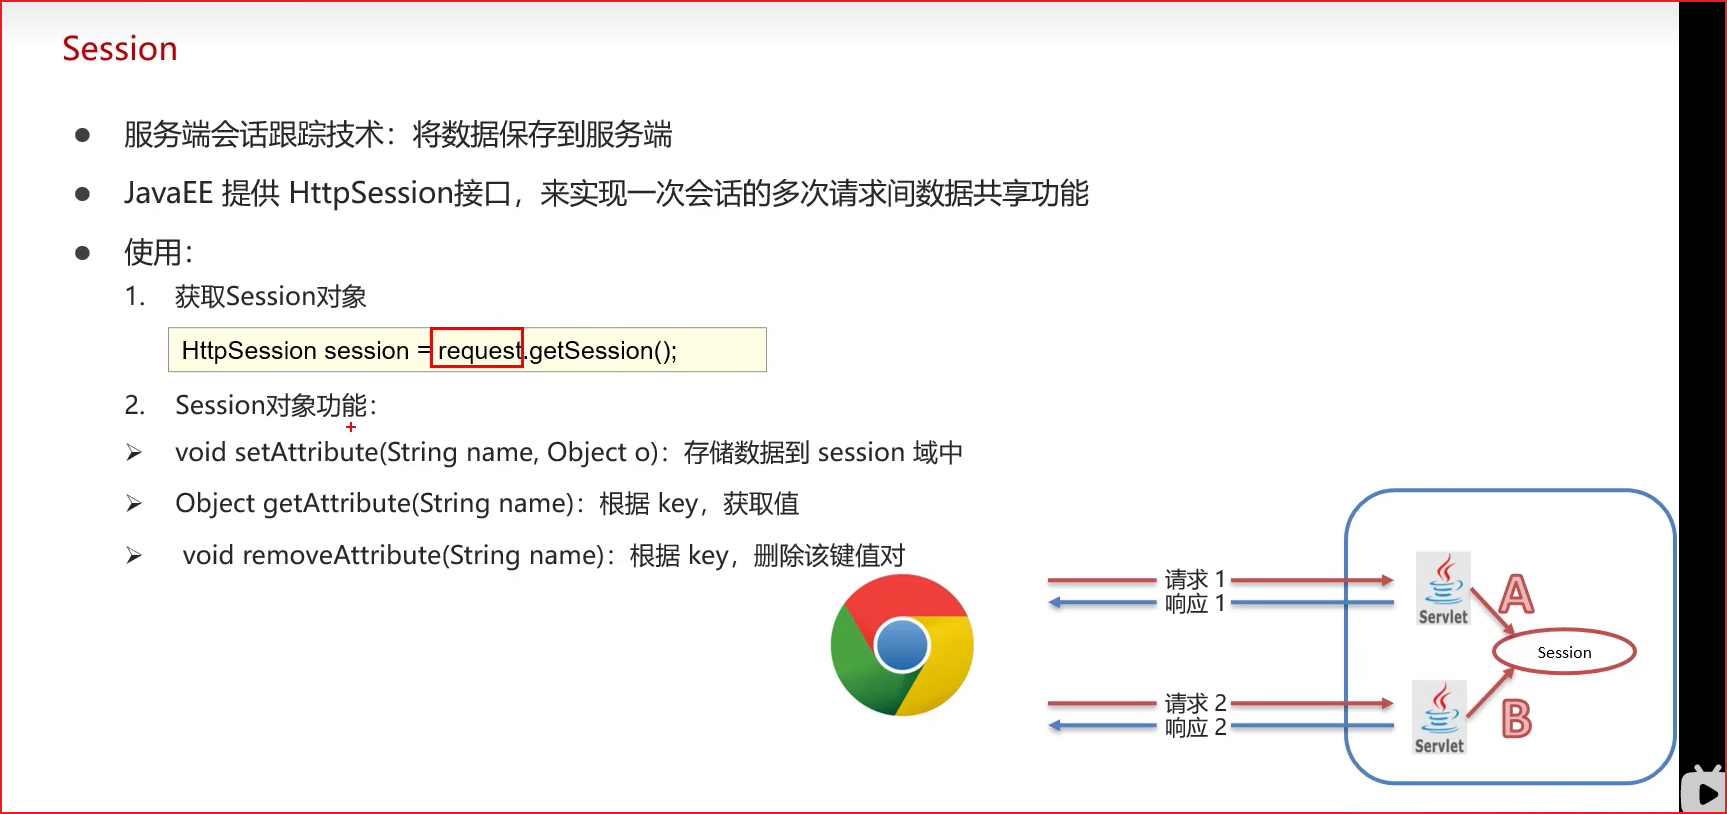 Session
● 服务端会话跟踪技术：将数据保存到服务端
● JavaEE 提供 HttpSession接口，来实现一次会话的多次请求间数据共享功能
● 使用：
1. 获取Session对象
HttpSession session = request.getSession();
2. Session对象功能：
➢ void setAttribute(String name, Object o)：存储数据到 session 域中
➢ Object getAttribute(String name)：根据 key，获取值
➢ void removeAttribute(String name)：根据 key，删除该键值对
请求 1
响应 1
Servlet
A
Session
请求 2
响应 2
Servlet
B